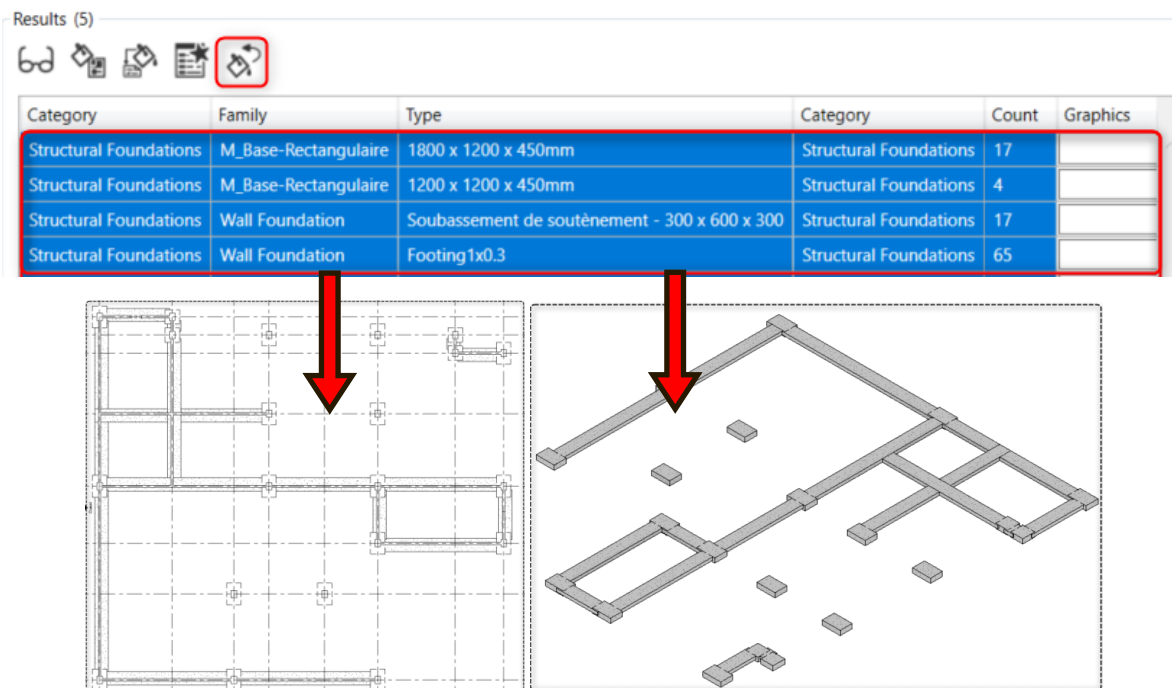 Results (5)
Category Family Type Category Count Graphics
Structural Foundations M_Base-Rectangulaire 1800 x 1200 x 450mm Structural Foundations 17
Structural Foundations M_Base-Rectangulaire 1200 x 1200 x 450mm Structural Foundations 4
Structural Foundations Wall Foundation Soubassement de soutènement - 300 x 600 x 300 Structural Foundations 17
Structural Foundations Wall Foundation Footing1x0.3 Structural Foundations 65